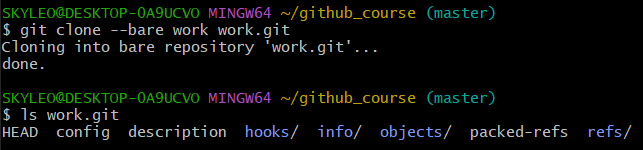 SKYLEO@DESKTOP-0A9UCVO MINGW64 ~/github_course (master)
$ git clone --bare work work.git
Cloning into bare repository 'work.git'...
done.
SKYLEO@DESKTOP-0A9UCVO MINGW64 ~/github_course (master)
$ ls work.git
HEAD  config  description  hooks/  info/  objects/  packed-refs  refs/